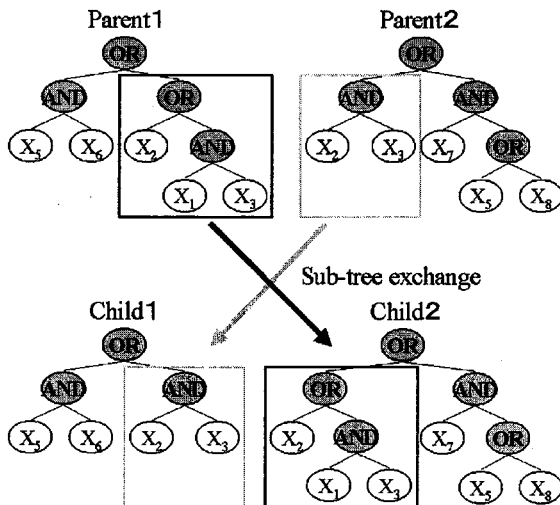 Parent1 Parent2
OR OR
AND OR AND AND
X5 X6 X2 AND X2 X3 X7 OR
X1 X3 X5 X8
Sub-tree exchange
Child1 Child2
OR OR
AND AND OR AND
X5 X6 X2 X3 X2 AND X7 OR
X1 X3 X5 X8